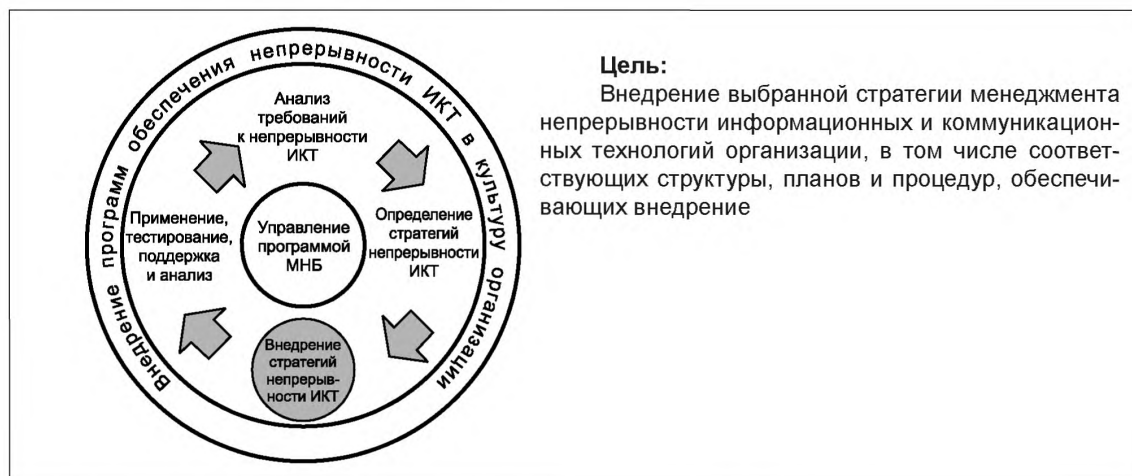 Внедрение программ обеспечения непрерывности ИКТ в культуру организации
Анализ
требований
к непрерывности
ИКТ
Определение
стратегий
непрерывности
ИКТ
Внедрение
стратегий
непрерыв-
ности ИКТ
Применение,
тестирование,
поддержка
и анализ
Управление
программой
МНБ
Цель:
Внедрение выбранной стратегии менеджмента
непрерывности информационных и коммуникацион-
ных технологий организации, в том числе соответ-
ствующих структуры, планов и процедур, обеспечи-
вающих внедрение